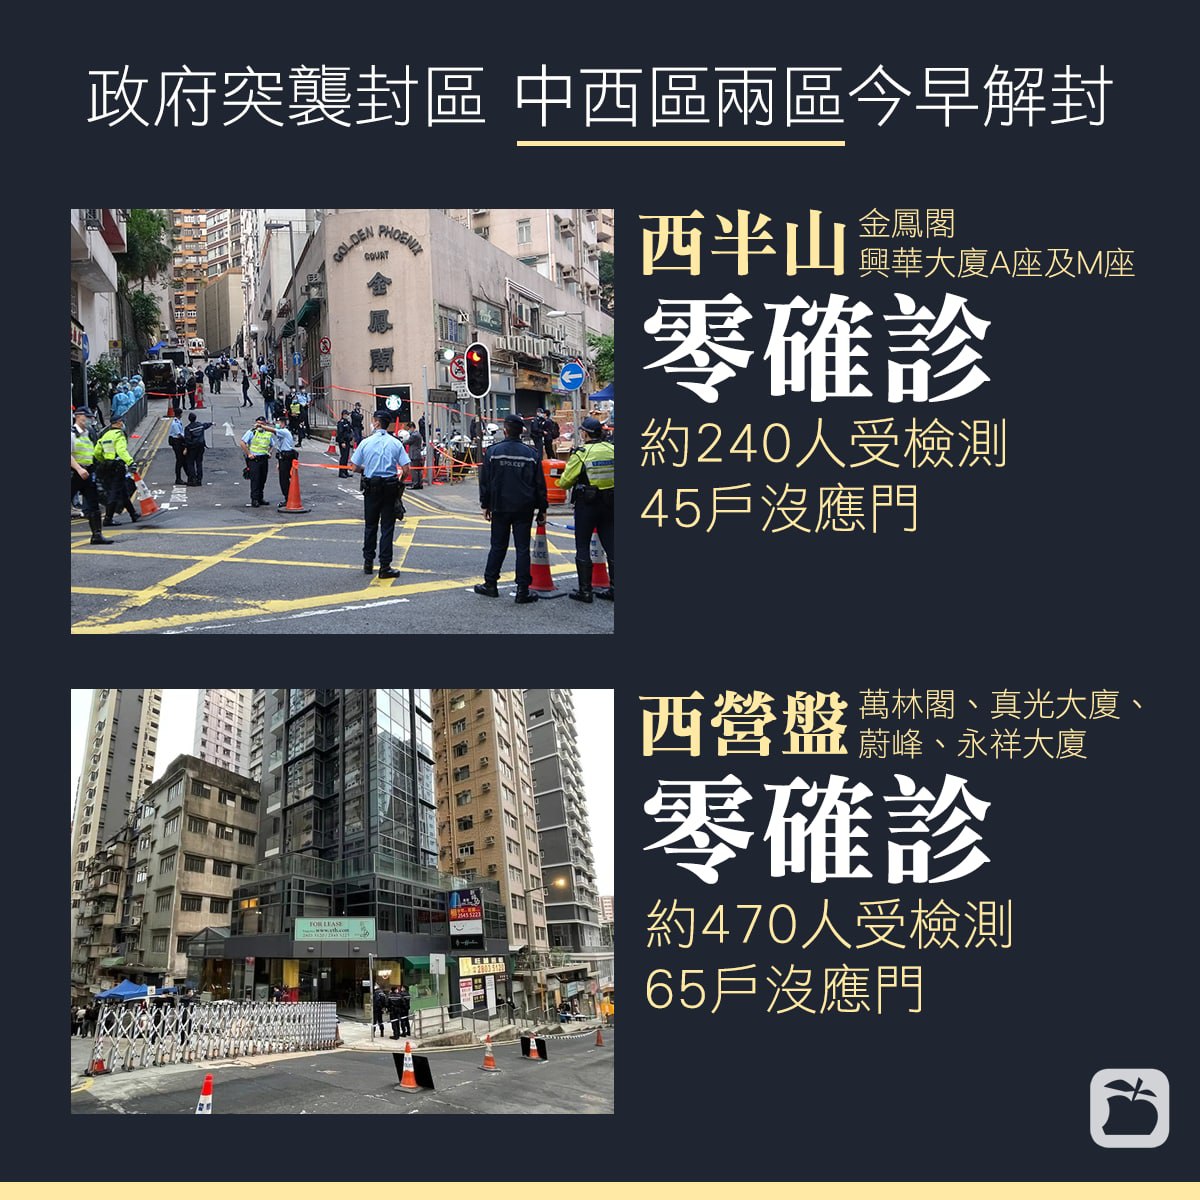 政府突襲封區 中西區兩區今早解封
GOLDEN PHOENIX
COURT
金鳳閣
西半山 金鳳閣
興華大廈A座及M座
零確診
約240人受檢測
45戶沒應門
POLICE
西營盤 萬林閣、真光大廈、
蔚峰、永祥大廈
零確診
約470人受檢測
65戶沒應門
FOR LEASE
2545 5223